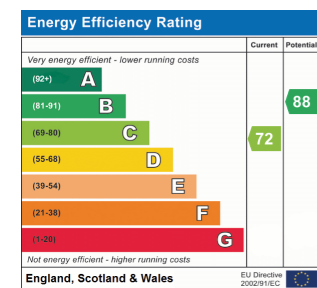 Energy Efficiency Rating
Current Potential
Very energy efficient - lower running costs
(92+) A
(81-91) B
88
(69-80) C
72
(55-68) D
(39-54) E
(21-38) F
(1-20) G
Not energy efficient - higher running costs
England, Scotland & Wales
EU Directive
2002/91/EC